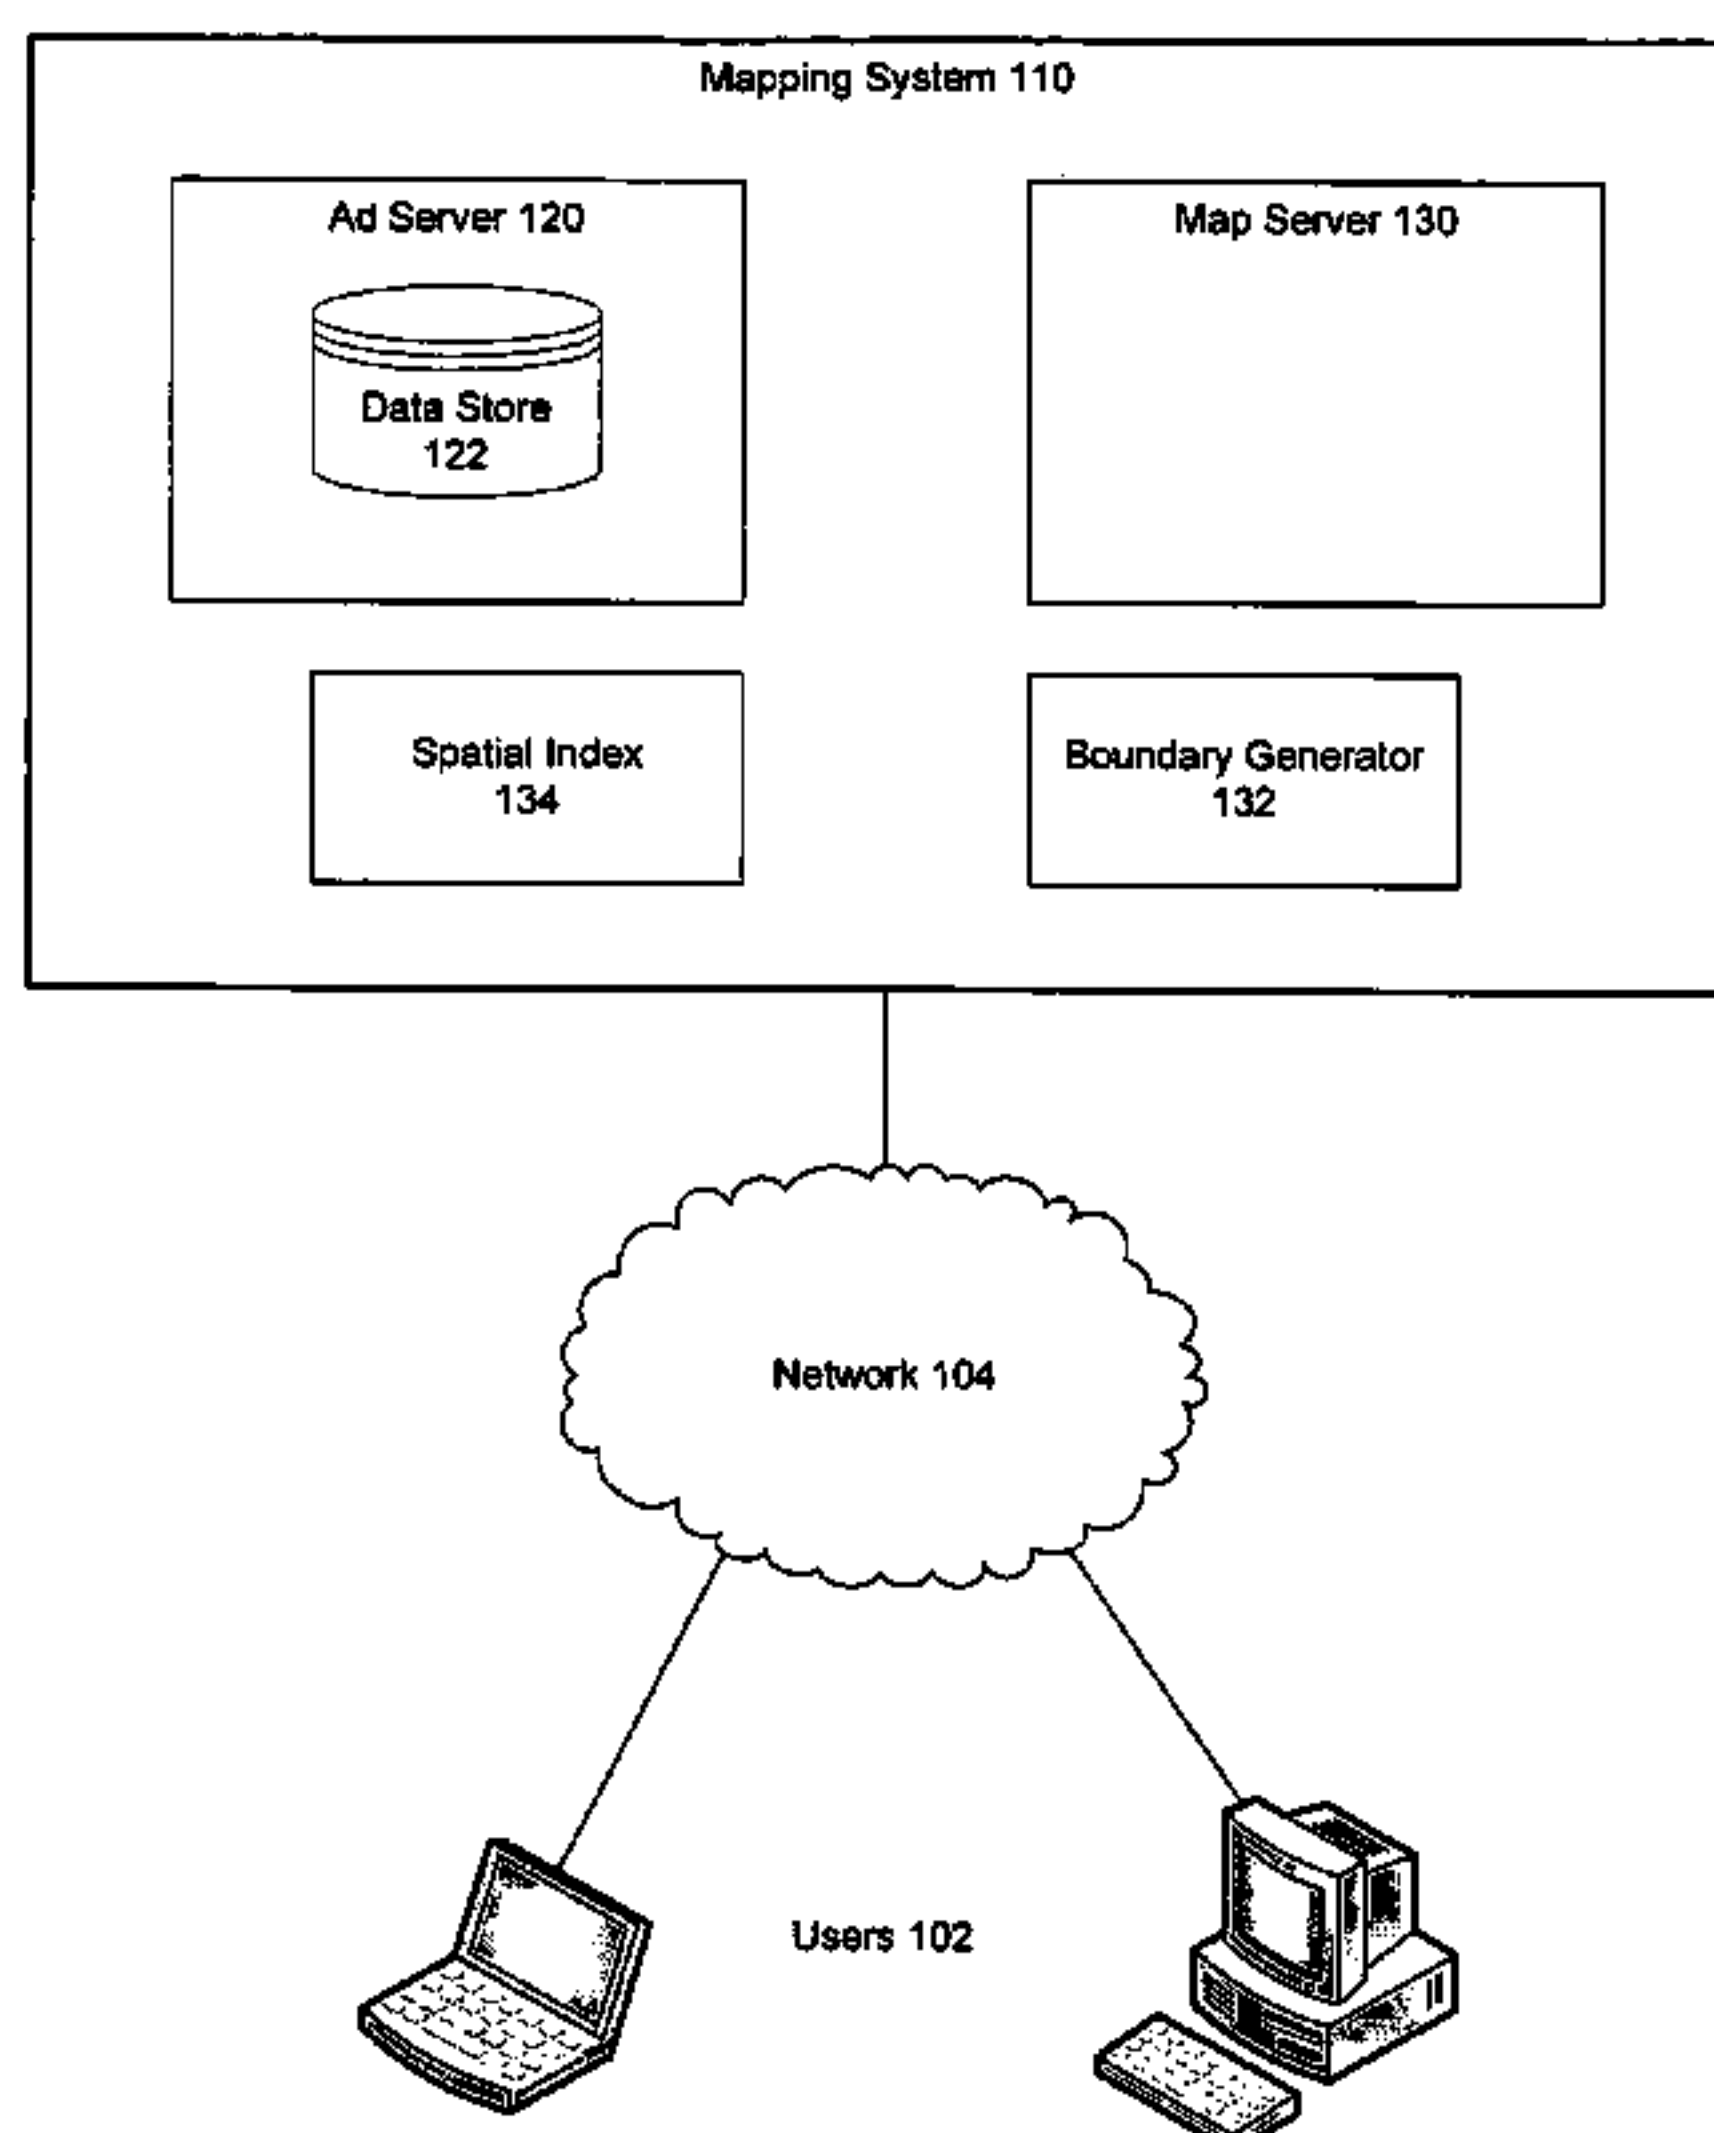 Mapping System 110
Ad Server 120
Map Server 130
Data Store
122
Spatial Index
134
Boundary Generator
132
Network 104
Users 102